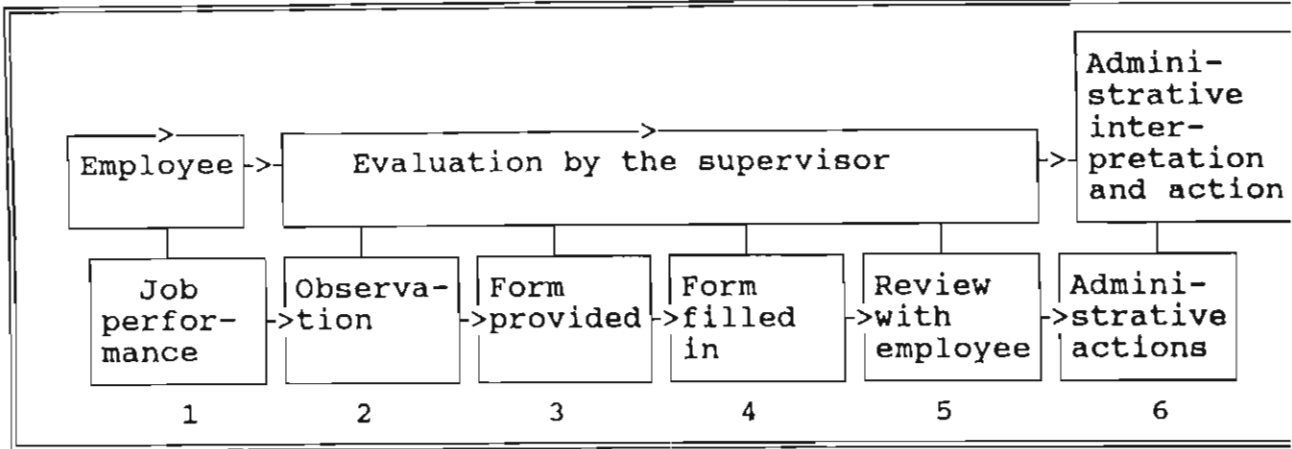 Employee
Evaluation by the supervisor
Admini-
strative
inter-
pretation
and action
Job
perfor-
mance
Observa-
tion
Form
provided
Form
filled
in
Review
with
employee
Admini-
strative
actions
1 2 3 4 5 6